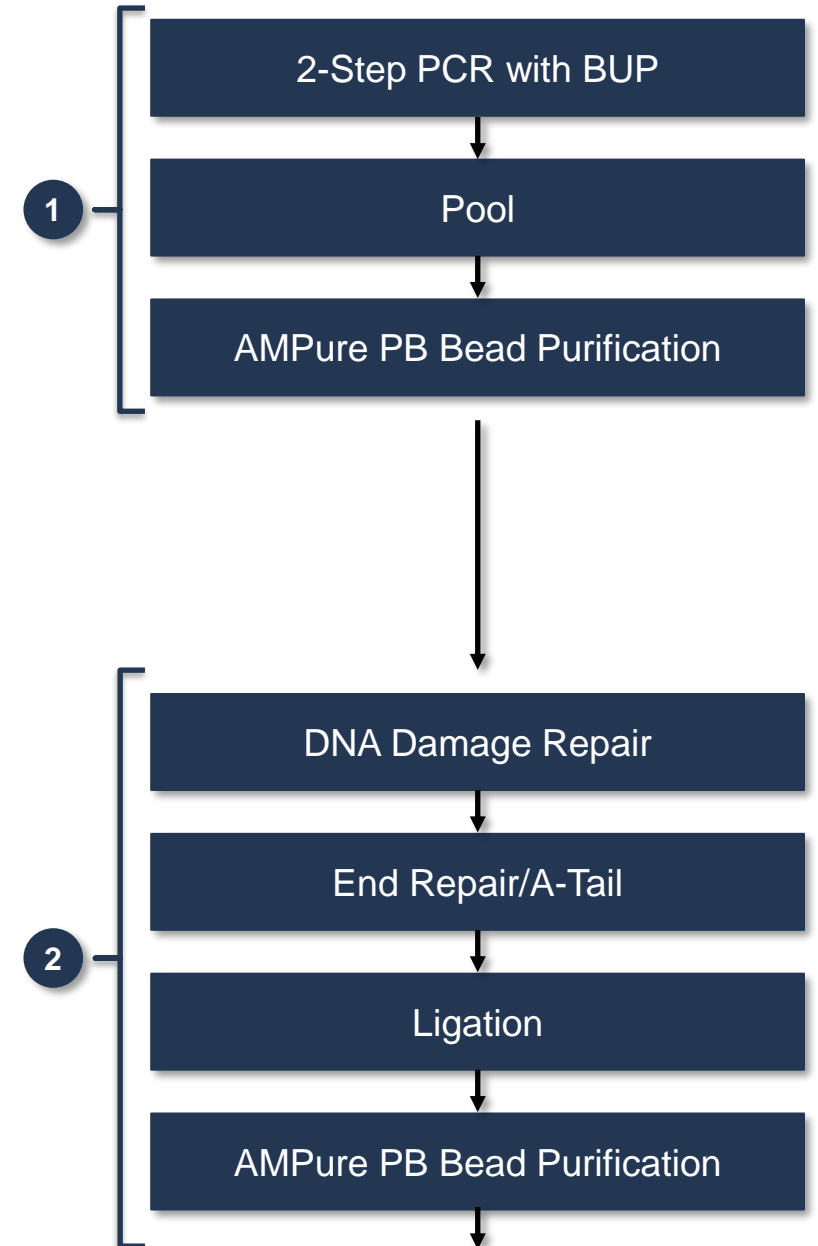 2-Step PCR with BUP
Pool
1
AMPure PB Bead Purification
DNA Damage Repair
End Repair/A-Tail
2
Ligation
AMPure PB Bead Purification